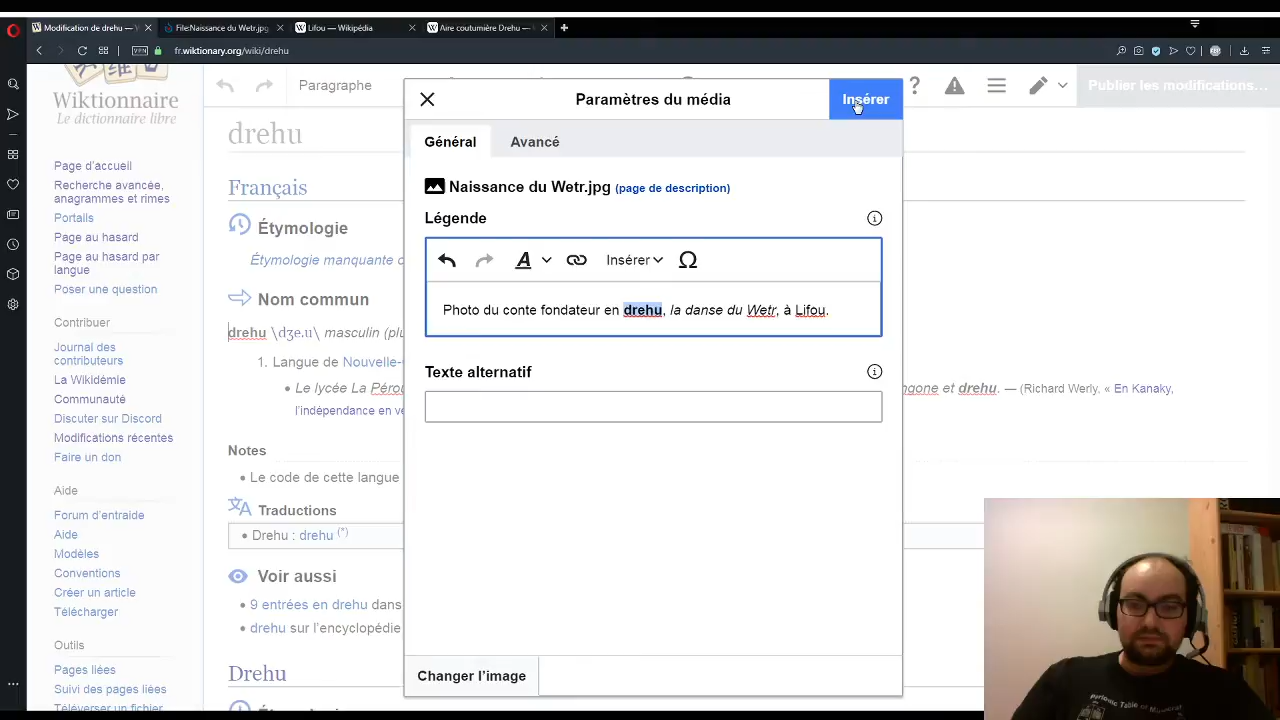 Modification de drehu — W
File:Naissance du Wetr.jpg
Lifou — Wikipédia
Aire coutumière Drehu —
VPN
fr.wiktionary.org/wiki/drehu
Wiktionnaire
Le dictionnaire libre
Page d'accueil
Recherche avancée,
anagrammes et rimes
Portails
Page au hasard
Page au hasard par
langue
Poser une question
Contribuer
Journal des
contributeurs
La Wikidémie
Communauté
Discuter sur Discord
Modifications récentes
Faire un don
Aide
Forum d'entraide
Aide
Modèles
Conventions
Créer un article
Télécharger
Outils
Pages liées
Suivi des pages liées
Téléverser un fichier
Paragraphe
Publier les modifications…
drehu
Français
Étymologie
Étymologie manquante o
Nom commun
drehu \dʒe.u\ masculin (plu
1. Langue de Nouvelle-
• Le lycée La Pérou
ngone et drehu. — (Richard Werly, « En Kanaky,
l'indépendance en ve
Notes
• Le code de cette langue
Traductions
• Drehu : drehu (*)
Voir aussi
• 9 entrées en drehu dans
• drehu sur l'encyclopédie
Drehu
Paramètres du média
Insérer
Général
Avancé
Naissance du Wetr.jpg (page de description)
Légende
A
Insérer
Ω
Photo du conte fondateur en drehu, la danse du Wetr, à Lifou.
Texte alternatif
Changer l'image